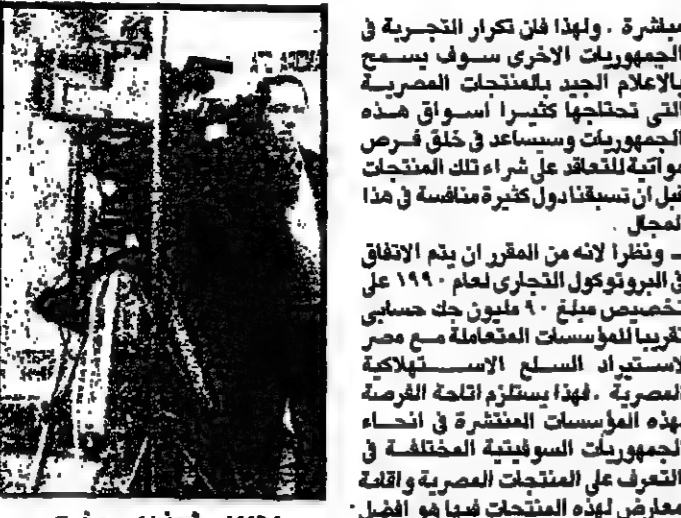 مباشرة . ولهذا فان تكرار التجربة في
الجمهوريات الاخرى سوف يسمح
بالاعلام الجيد بالمنتجات المصرية
التى تحتاجها كثيرا اسواق هذه
الجمهوريات وسيساعد في خلق فرص
مواتية للتعاقد على شراء تلك المنتجات
قبل ان تسبقنا دول كثيرة منافسة في هذا
المجال .
ـ ونظرا لانه من المقرر ان يتم الاتفاق
في البروتوكول التجارى لعام ١٩٩٠ على
تخصيص مبلغ ٩٠ مليون جك حسابى
تقريبا للمؤسسات المتعاملة مع مصر
لاستيراد السلع الاستهلاكية
المصرية . فهذا يستلزم اتاحة الفرصة
لهذه المؤسسات المنتشرة في انحاء
الجمهوريات السوفيتية المختلفة في
التعرف على المنتجات المصرية واقامة
معارض لهذه المنتجات فيها هو افضل